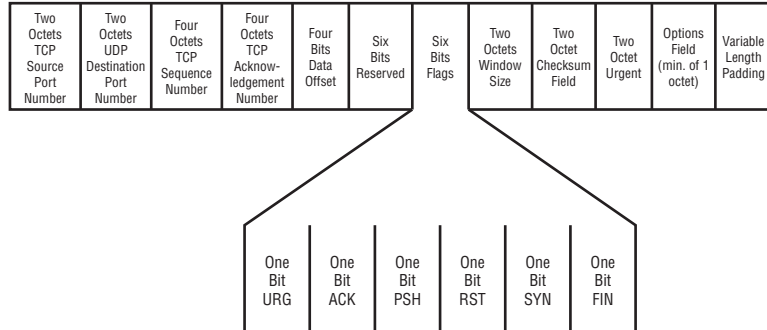 Two
Octets
TCP
Source
Port
Number
Two
Octets
UDP
Destination
Port
Number
Four
Octets
TCP
Sequence
Number
Four
Octets
TCP
Acknow-
ledgement
Number
Four
Bits
Data
Offset
Six
Bits
Reserved
Six
Bits
Flags
Two
Octets
Window
Size
Two
Octet
Checksum
Field
Two
Octet
Urgent
Options
Field
(min. of 1
octet)
Variable
Length
Padding
One
Bit
URG
One
Bit
ACK
One
Bit
PSH
One
Bit
RST
One
Bit
SYN
One
Bit
FIN